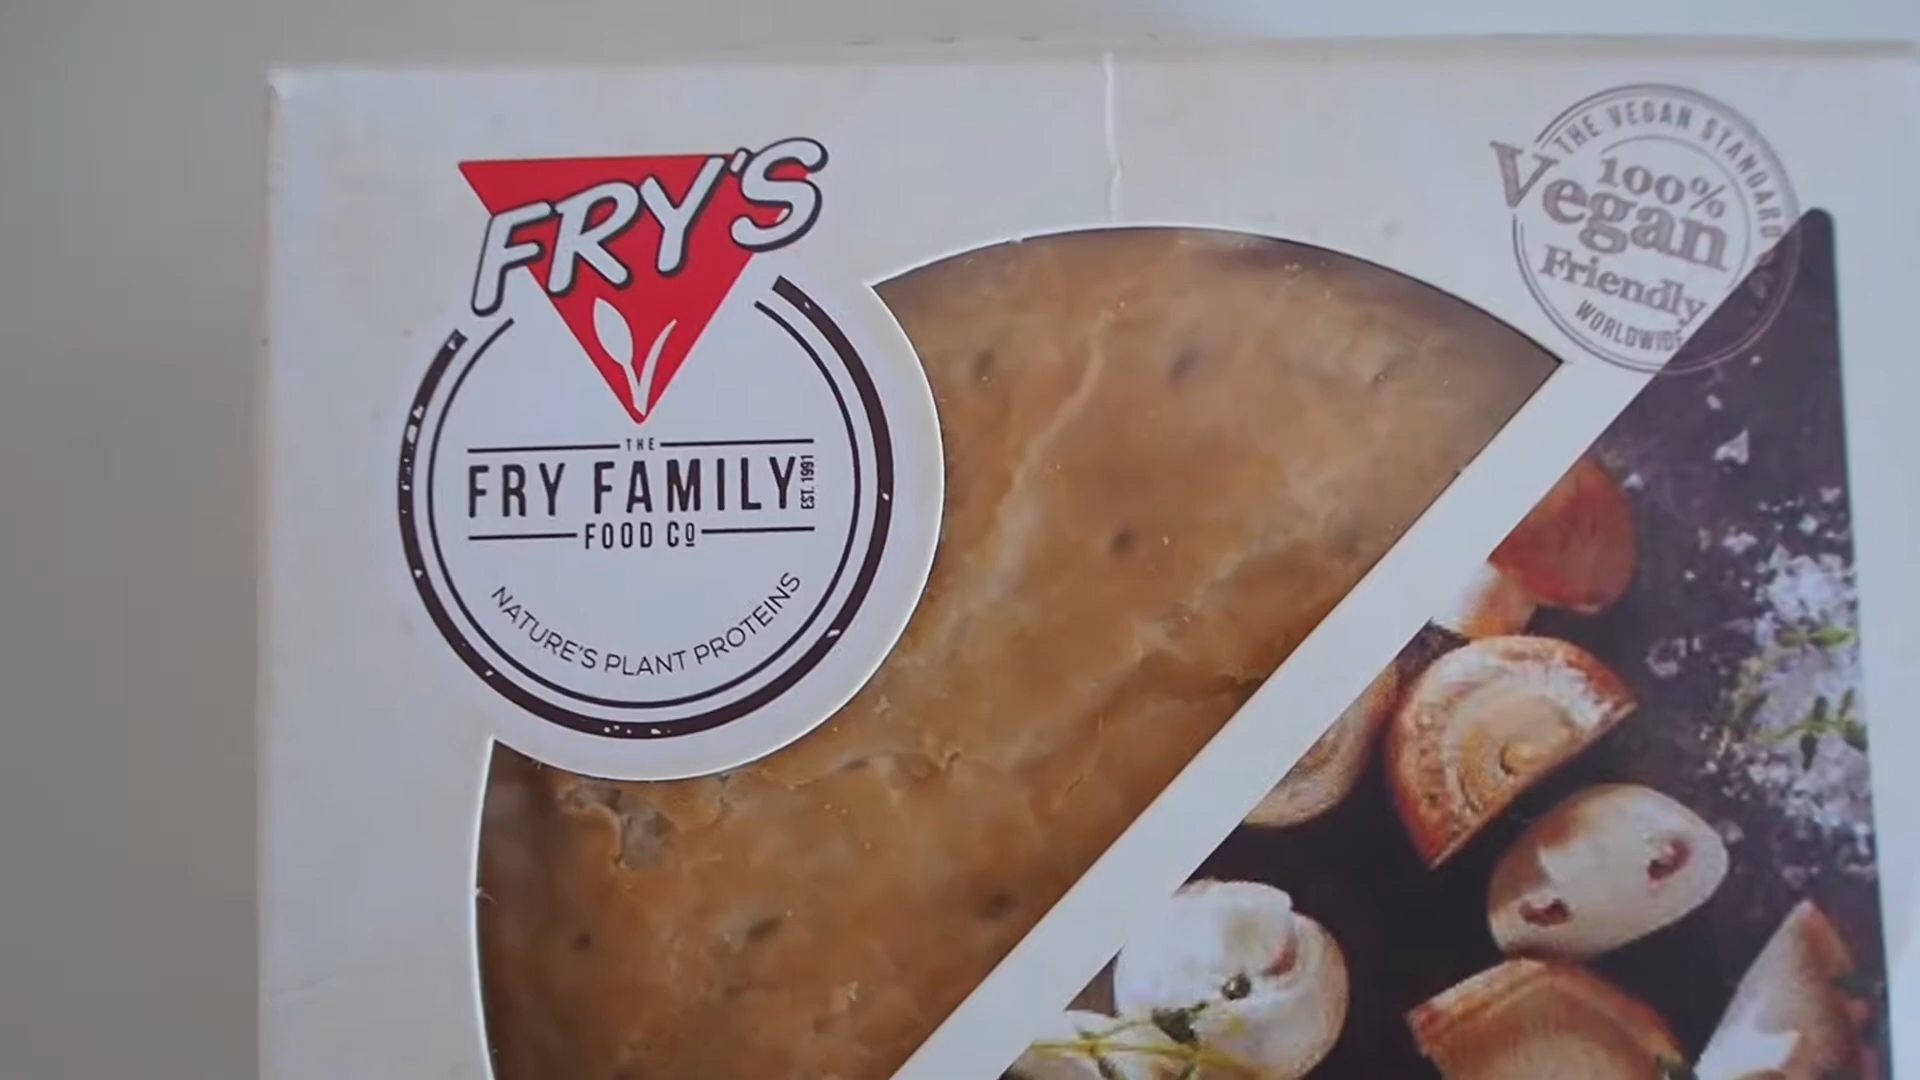 FRY'S
THE
FRY FAMILY
EST. 1991
FOOD Cº
NATURE'S PLANT PROTEINS
THE VEGAN STANDARD
100%
Vegan
Friendly
WORLDWIDE